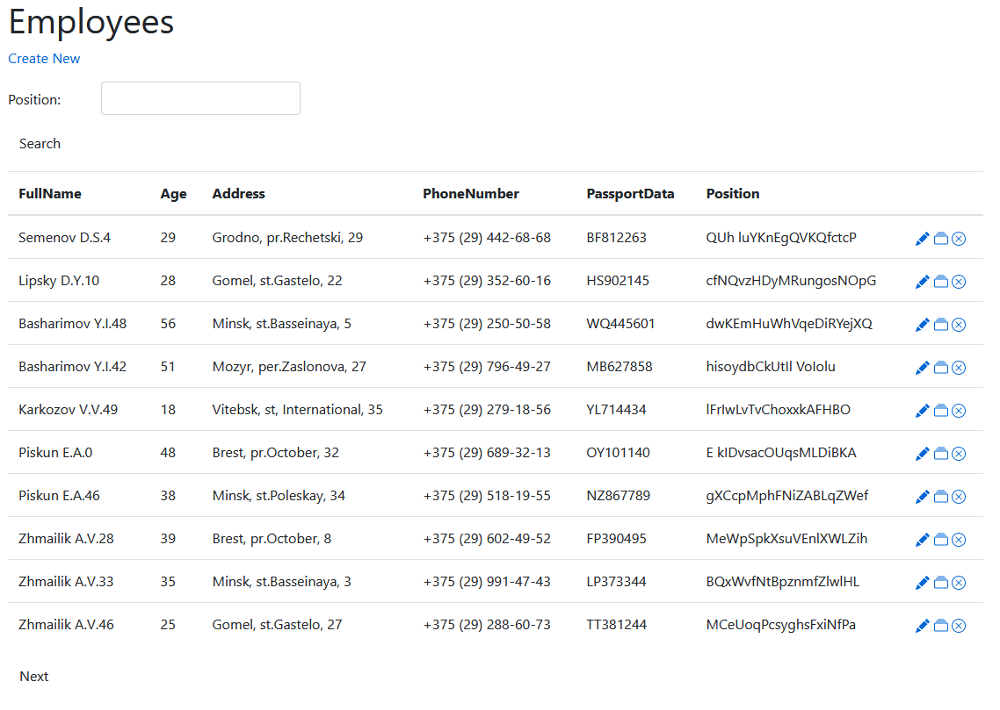 Employees
Create New
Position:
Search
FullName Age Address PhoneNumber PassportData Position
Semenov D.S.4 29 Grodno, pr.Rechetski, 29 +375 (29) 442-68-68 BF812263 QUh luYKnEgQVKQfctcP
Lipsky D.Y.10 28 Gomel, st.Gastelo, 22 +375 (29) 352-60-16 HS902145 cfNQvzHDyMRungosNOpG
Basharimov Y.I.48 56 Minsk, st.Basseinaya, 5 +375 (29) 250-50-58 WQ445601 dwKEmHuWhVqeDiRYejXQ
Basharimov Y.I.42 51 Mozyr, per.Zaslonova, 27 +375 (29) 796-49-27 MB627858 hisoydbCkUtIl VoIolu
Karkozov V.V.49 18 Vitebsk, st, International, 35 +375 (29) 279-18-56 YL714434 lFrIwLvTvChoxxkAFHBO
Piskun E.A.0 48 Brest, pr.October, 32 +375 (29) 689-32-13 OY101140 E kIDvsacOUqsMLDiBKA
Piskun E.A.46 38 Minsk, st.Poleskay, 34 +375 (29) 518-19-55 NZ867789 gXCcpMphFNiZABLqZWef
Zhmailik A.V.28 39 Brest, pr.October, 8 +375 (29) 602-49-52 FP390495 MeWpSpkXsuVEnlXWLZih
Zhmailik A.V.33 35 Minsk, st.Basseinaya, 3 +375 (29) 991-47-43 LP373344 BQxWvfNtBpznmfZlwlHL
Zhmailik A.V.46 25 Gomel, st.Gastelo, 27 +375 (29) 288-60-73 TT381244 MCeUoqPcsyghsFxiNfPa
Next